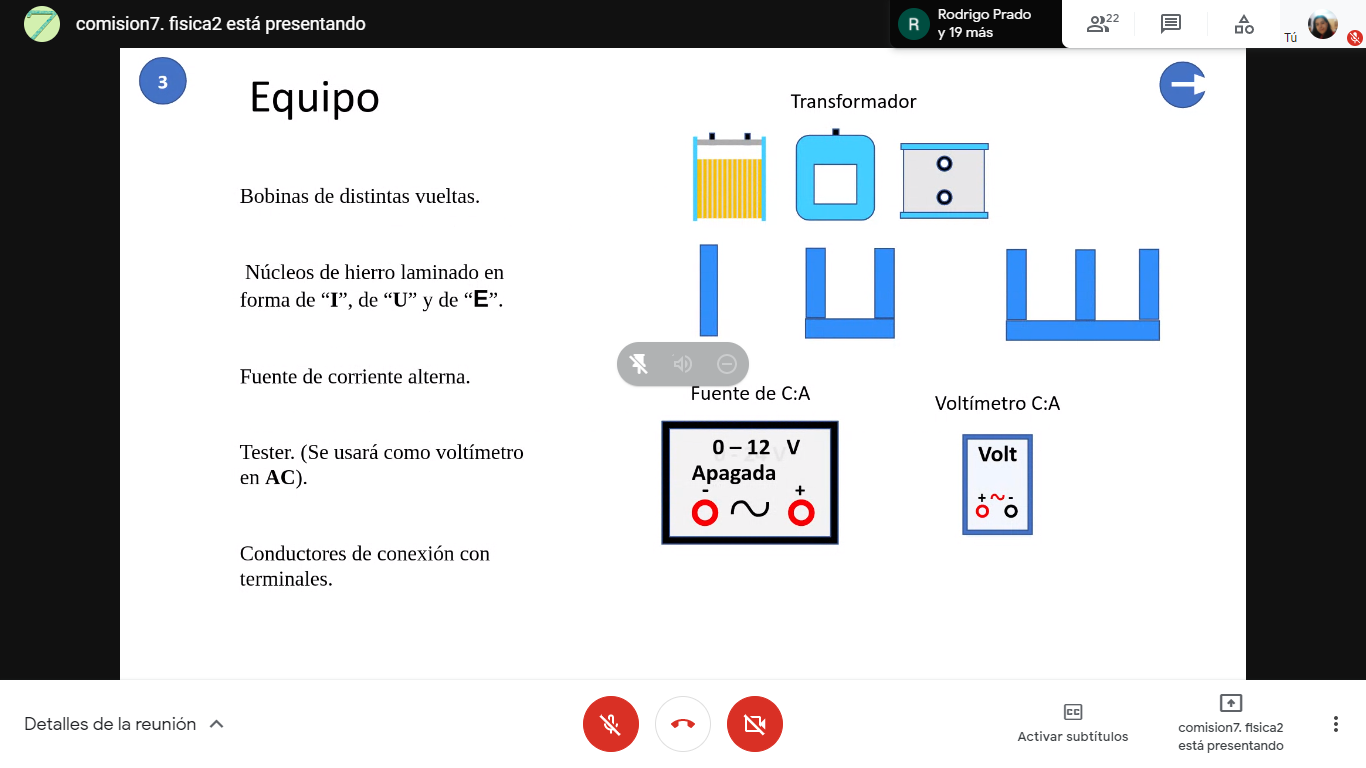 comision7. fisica2 está presentando
R
Rodrigo Prado
y 19 más
22
Tú
3
Equipo
Transformador
Bobinas de distintas vueltas.
Núcleos de hierro laminado en
forma de “I”, de “U” y de “E”.
Fuente de corriente alterna.
Tester. (Se usará como voltímetro
en AC).
Conductores de conexión con
terminales.
Fuente de C:A
0 – 12 V
Apagada
- +
Voltímetro C:A
Volt
+ ~ -
Detalles de la reunión
CC
Activar subtítulos
comision7. fisica2
está presentando